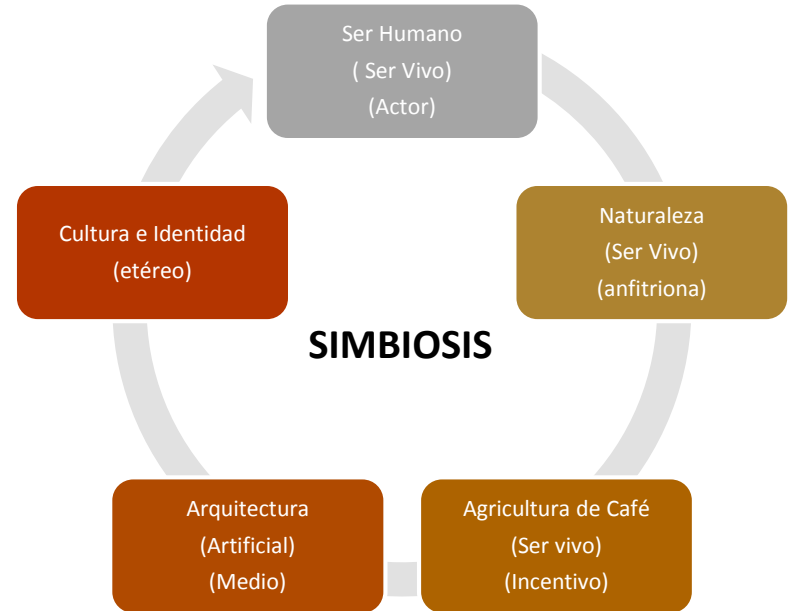 Ser Humano
( Ser Vivo)
(Actor)
Naturaleza
(Ser Vivo)
(anfitriona)
Agricultura de Café
(Ser vivo)
(Incentivo)
Arquitectura
(Artificial)
(Medio)
Cultura e Identidad
(etéreo)
SIMBIOSIS